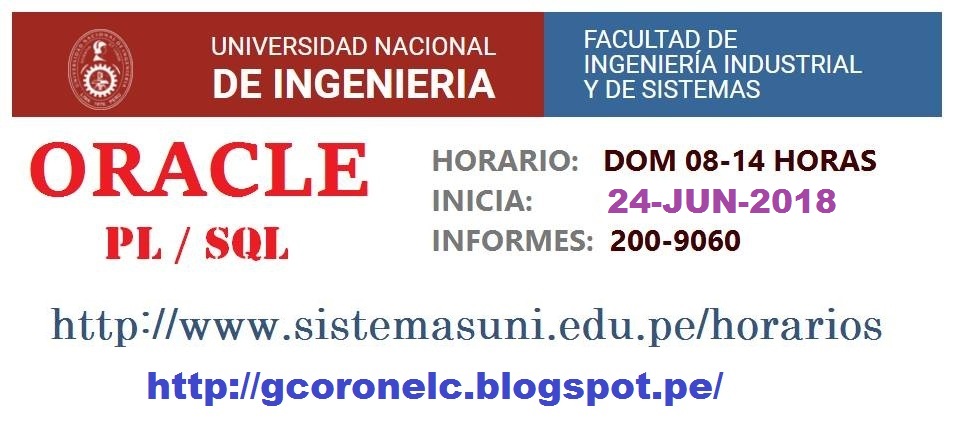 UNIVERSIDAD NACIONAL
DE INGENIERIA
FACULTAD DE
INGENIERÍA INDUSTRIAL
Y DE SISTEMAS
ORACLE
PL / SQL
HORARIO: DOM 08-14 HORAS
INICIA: 24-JUN-2018
INFORMES: 200-9060
http://www.sistemasuni.edu.pe/horarios
http://gcoronelc.blogspot.pe/